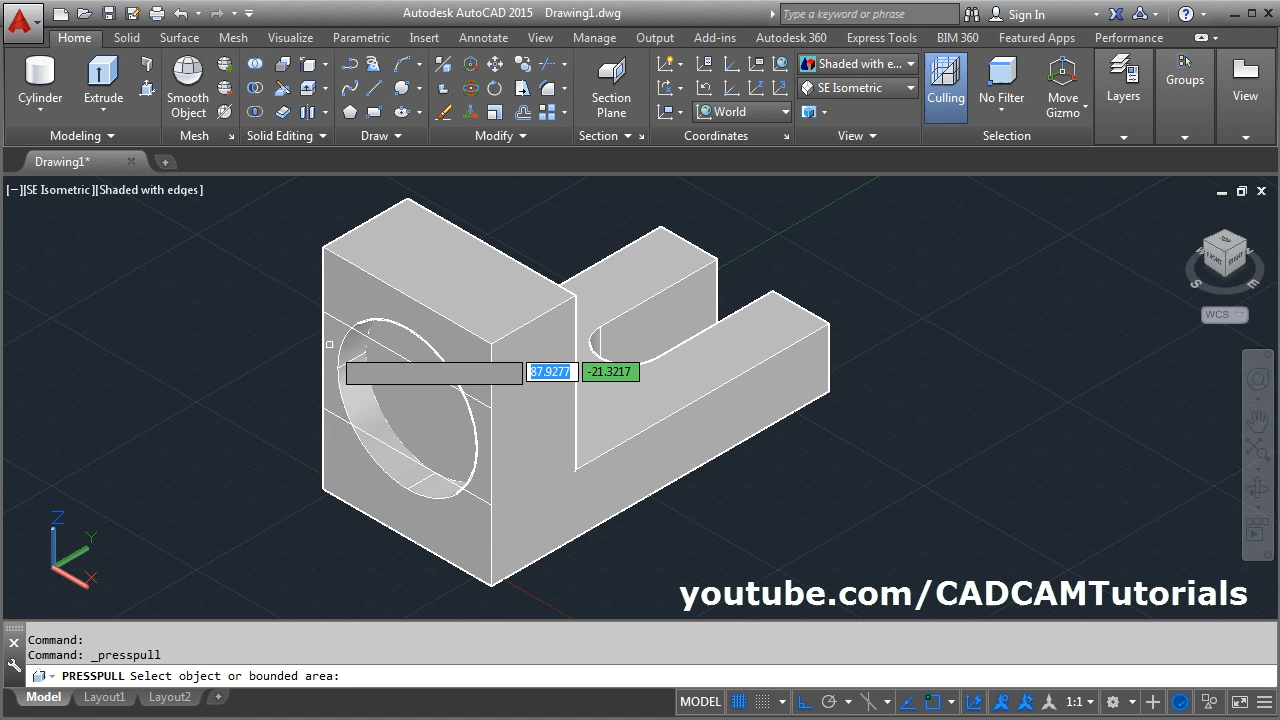 Autodesk AutoCAD 2015 Drawing1.dwg
Type a keyword or phrase
Sign In
Home Solid Surface Mesh Visualize Parametric Insert Annotate View Manage Output Add-ins Autodesk 360 Express Tools BIM 360 Featured Apps Performance
Cylinder
Extrude
Smooth
Object
Section
Plane
World
Shaded with e...
SE Isometric
Culling
No Filter
Move
Gizmo
Layers
Groups
View
Modeling
Mesh
Solid Editing
Draw
Modify
Section
Coordinates
View
Selection
Drawing1*
[−][SE Isometric][Shaded with edges]
TOP
FRONT
RIGHT
S
E
WCS
87.9277
-21.3217
Z
Y
X
youtube.com/CADCAMTutorials
Command:
Command: _presspull
PRESSPULL Select object or bounded area:
Model Layout1 Layout2
MODEL
1:1